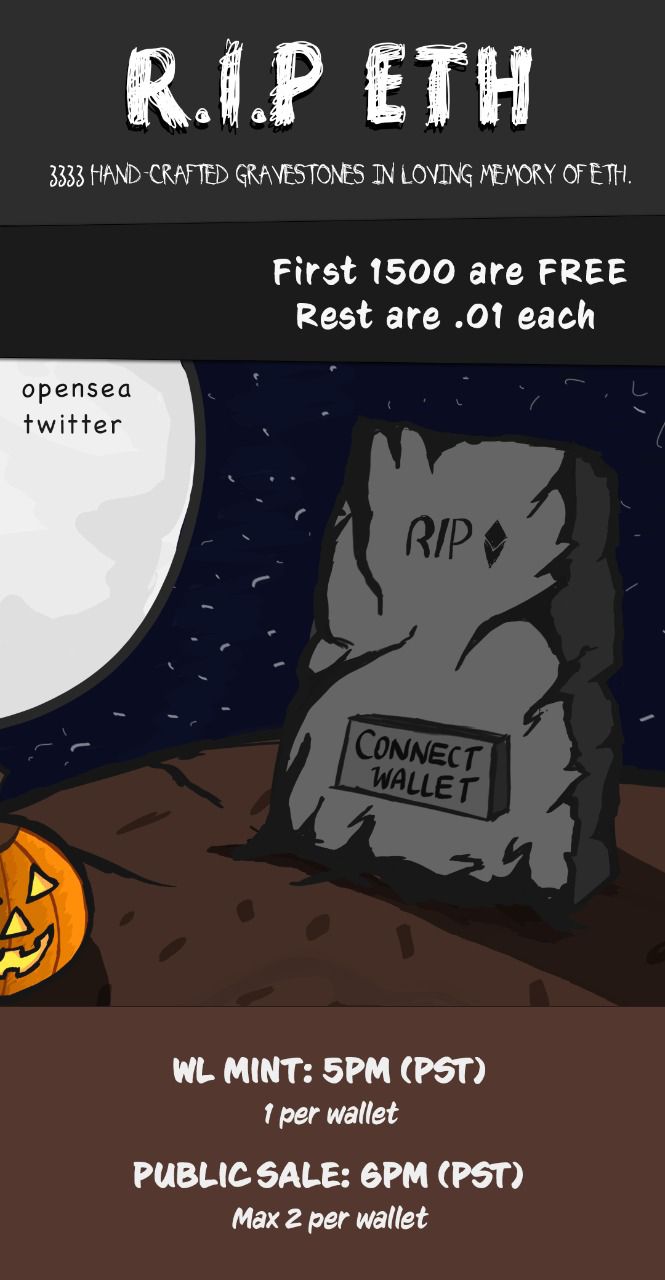 R.I.P ETH
3333 HAND-CRAFTED GRAVESTONES IN LOVING MEMORY OF ETH.
First 1500 are FREE
Rest are .01 each
opensea
twitter
RIP
CONNECT
WALLET
WL MINT: 5PM (PST)
1 per wallet
PUBLIC SALE: 6PM (PST)
Max 2 per wallet